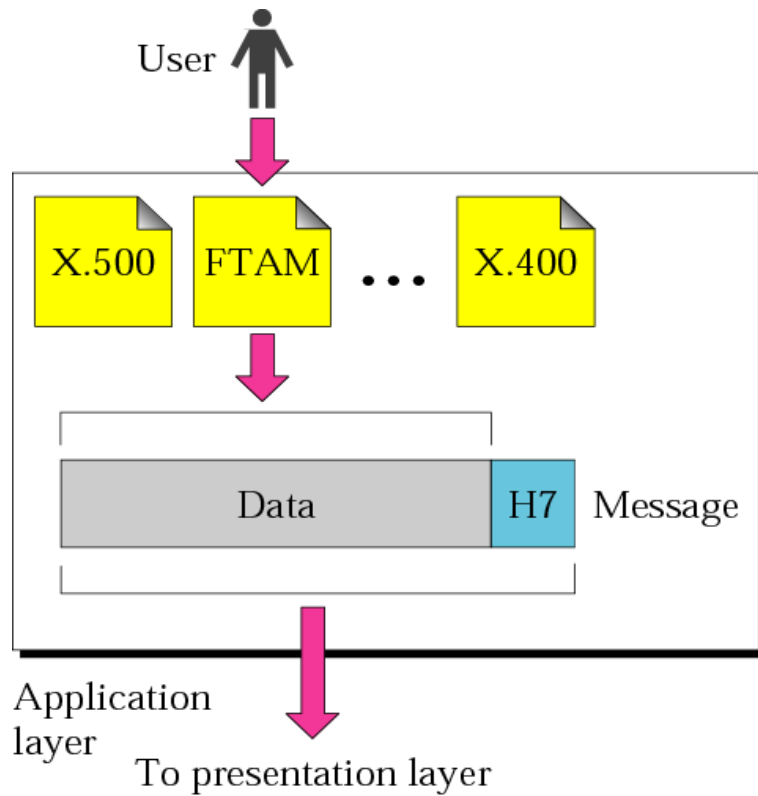 User
X.500 FTAM ... X.400
Data H7 Message
Application
layer
To presentation layer